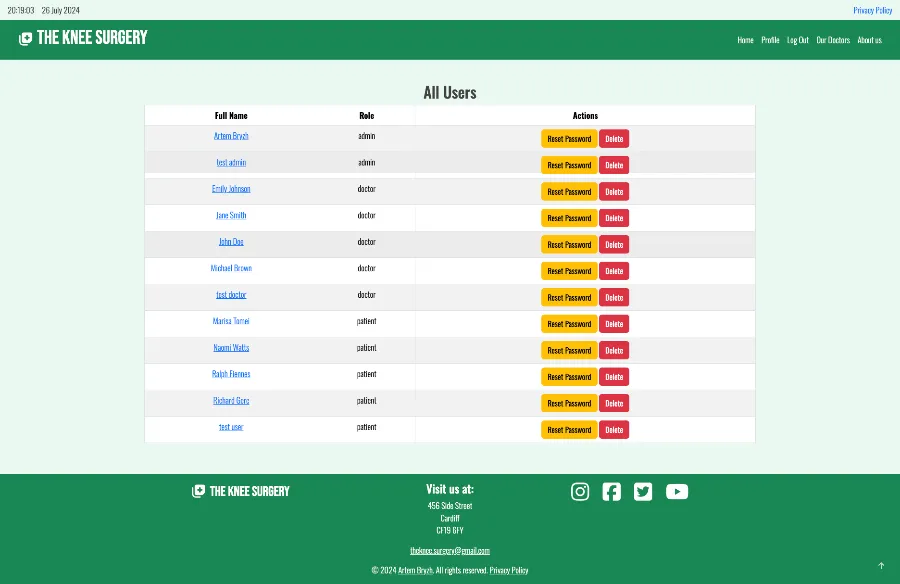 20:19:03 26 July 2024 Privacy Policy
THE KNEE SURGERY Home Profile Log Out Our Doctors About us
All Users
Full Name Role Actions
Artem Bryzh admin Reset Password Delete
test admin admin Reset Password Delete
Emily Johnson doctor Reset Password Delete
Jane Smith doctor Reset Password Delete
John Doe doctor Reset Password Delete
Michael Brown doctor Reset Password Delete
test doctor doctor Reset Password Delete
Marisa Tomei patient Reset Password Delete
Naomi Watts patient Reset Password Delete
Ralph Fiennes patient Reset Password Delete
Richard Gere patient Reset Password Delete
test user patient Reset Password Delete
THE KNEE SURGERY
Visit us at:
456 Side Street
Cardiff
CF19 6FY
theknee.surgery@email.com
© 2024 Artem Bryzh. All rights reserved. Privacy Policy